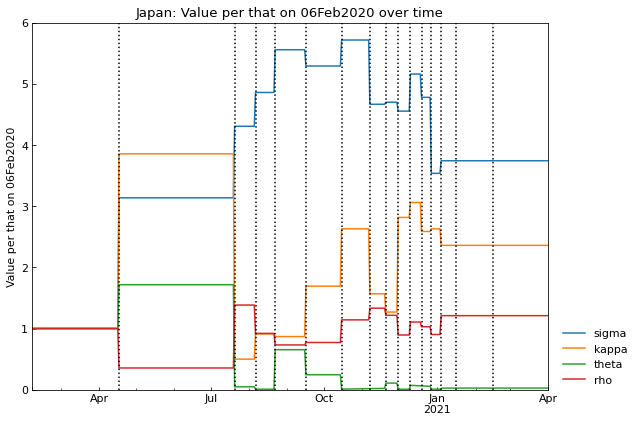 Japan: Value per that on 06Feb2020 over time
Value per that on 06Feb2020
6
5
4
3
2
1
0
Apr
Jul
Oct
Jan
2021
Apr
sigma
kappa
theta
rho